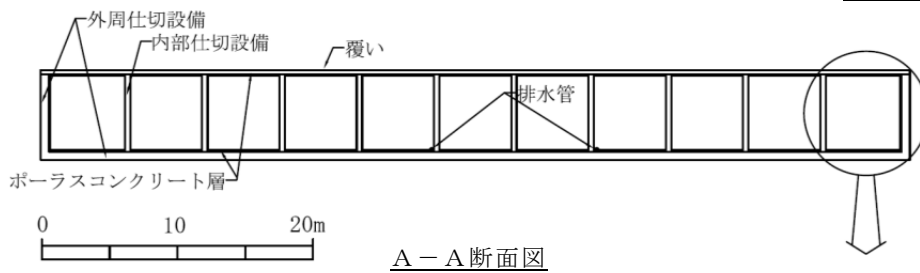 外周仕切設備
内部仕切設備
覆い
排水管
ポーラスコンクリート層
0 10 20m
A－A断面図